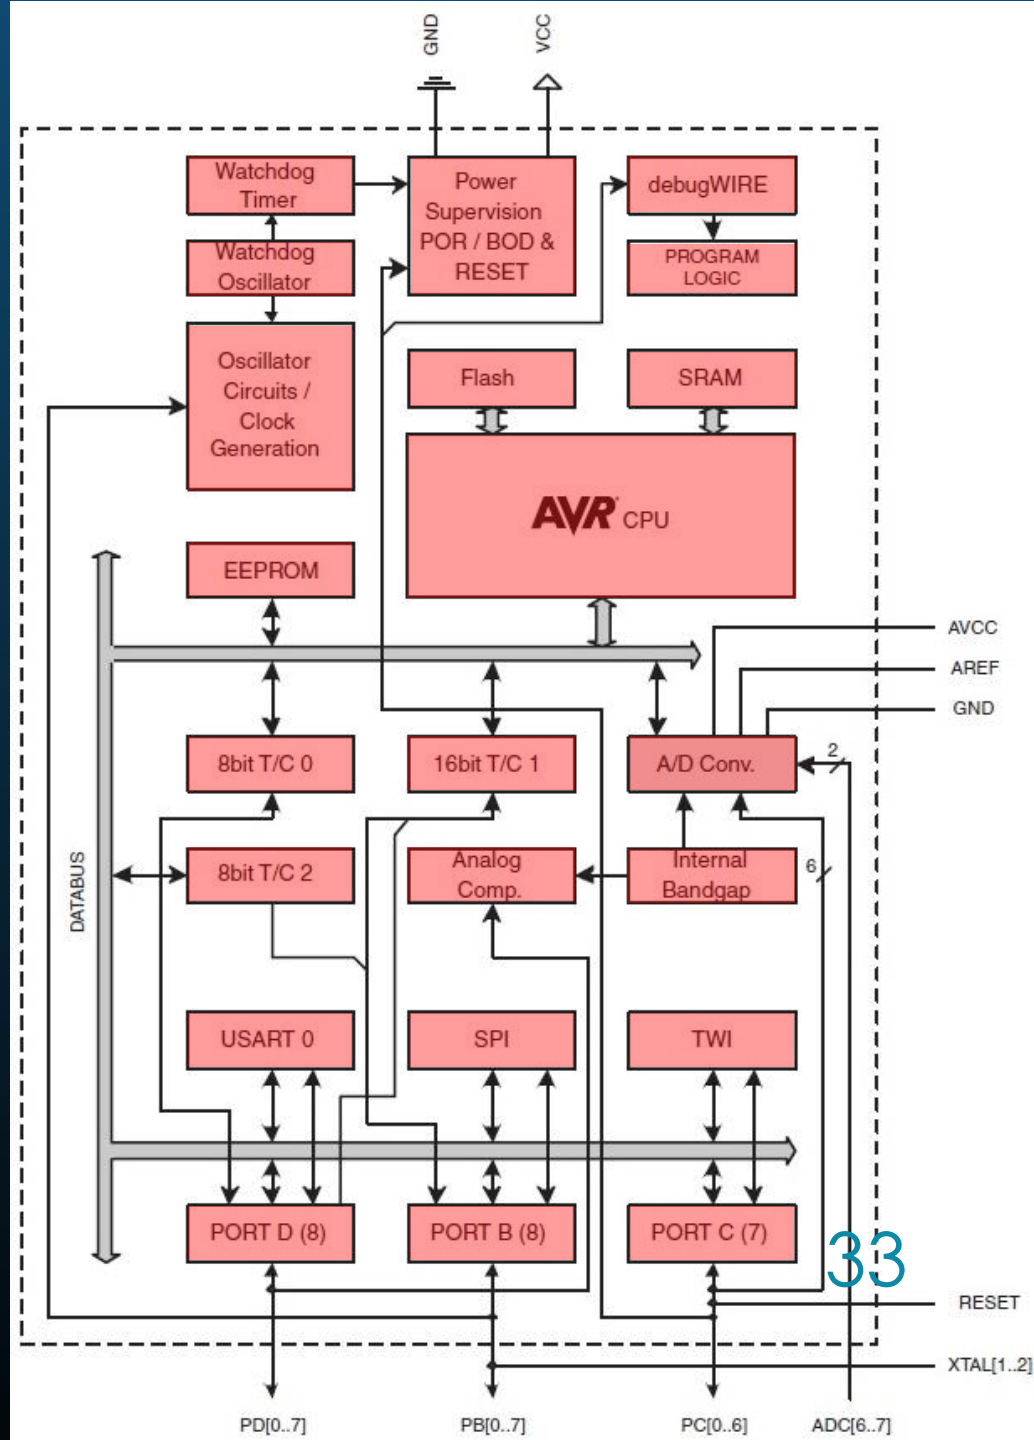 GND
VCC
Watchdog
Timer
Power
Supervision
POR / BOD &
RESET
debugWIRE
Watchdog
Oscillator
PROGRAM
LOGIC
Oscillator
Circuits /
Clock
Generation
Flash
SRAM
AVR CPU
EEPROM
AVCC
AREF
GND
8bit T/C 0
16bit T/C 1
A/D Conv.
2
DATABUS
8bit T/C 2
Analog
Comp.
Internal
Bandgap
6
USART 0
SPI
TWI
PORT D (8)
PORT B (8)
PORT C (7)
33
RESET
XTAL[1..2]
PD[0..7]
PB[0..7]
PC[0..6]
ADC[6..7]